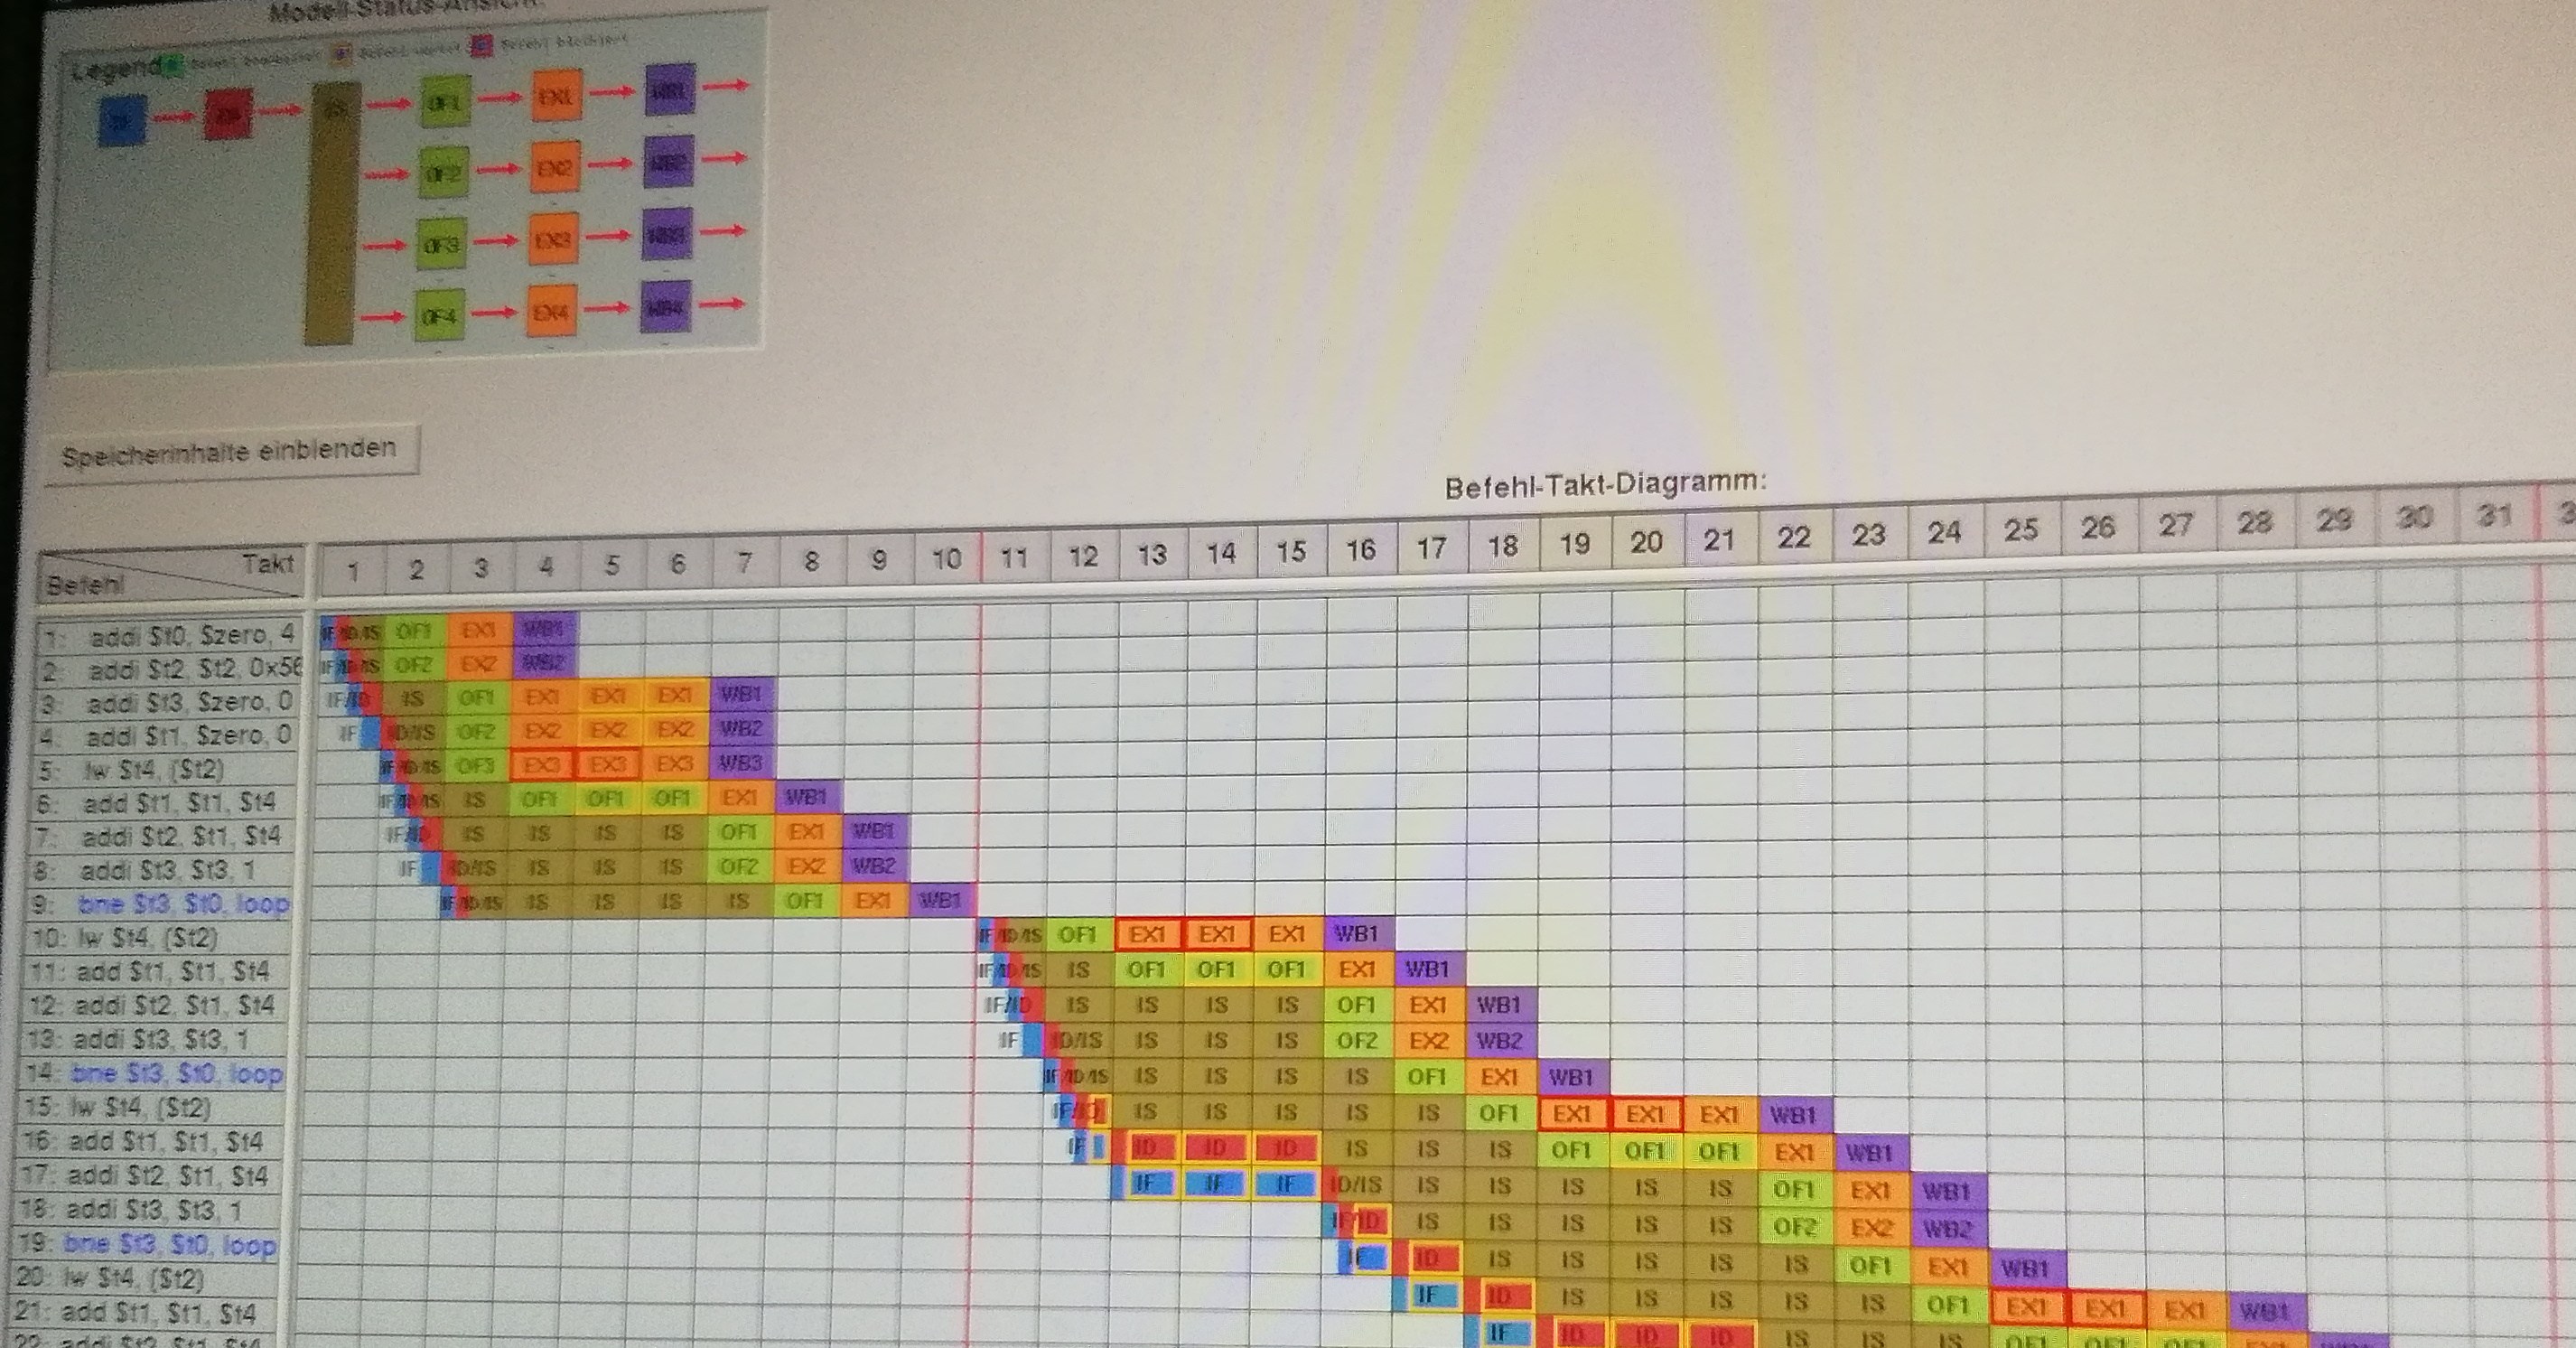 Modell-Status-Ansicht:
Legend
OF1 EX1 WB1
OF2 EX2 WB2
OF3 EX3 WB3
OF4 EX4 WB4
Speicherinhalte einblenden
Befehl-Takt-Diagramm:
Takt
Befehl
1 2 3 4 5 6 7 8 9 10 11 12 13 14 15 16 17 18 19 20 21 22 23 24 25 26 27 28 29 30 31 3
1: addi $t0, $zero, 4 IF/ID/IS OF1 EX1 WB1
2: addi $t2, $t2, 0x56 IF/ID/IS OF2 EX2 WB2
3: addi $t3, $zero, 0 IF/ID IS OF1 EX1 EX1 EX1 WB1
4: addi $t1, $zero, 0 IF ID/IS OF2 EX2 EX2 EX2 WB2
5: lw $t4, ($t2) IF/ID/IS OF3 EX3 EX3 EX3 WB3
6: add $t1, $t1, $t4 IF/ID/IS IS OF1 OF1 OF1 EX1 WB1
7: addi $t2, $t1, $t4 IF/ID IS IS IS IS OF1 EX1 WB1
8: addi $t3, $t3, 1 IF ID/IS IS IS IS OF2 EX2 WB2
9: bne $t3, $t0, loop IF/ID/IS IS IS IS IS OF1 EX1 WB1
10: lw $t4, ($t2) IF/ID/IS OF1 EX1 EX1 EX1 WB1
11: add $t1, $t1, $t4 IF/ID/IS IS OF1 OF1 OF1 EX1 WB1
12: addi $t2, $t1, $t4 IF/ID IS IS IS IS OF1 EX1 WB1
13: addi $t3, $t3, 1 IF ID/IS IS IS IS OF2 EX2 WB2
14: bne $t3, $t0, loop IF/ID/IS IS IS IS IS OF1 EX1 WB1
15: lw $t4, ($t2) IF/ID IS IS IS IS IS OF1 EX1 EX1 EX1 WB1
16: add $t1, $t1, $t4 IF ID ID ID IS IS IS OF1 OF1 OF1 EX1 WB1
17: addi $t2, $t1, $t4 IF IF IF ID/IS IS IS IS IS IS OF1 EX1 WB1
18: addi $t3, $t3, 1 IF/ID IS IS IS IS IS OF2 EX2 WB2
19: bne $t3, $t0, loop IF ID IS IS IS IS IS OF1 EX1 WB1
20: lw $t4, ($t2) IF ID IS IS IS IS IS OF1 EX1 EX1 EX1 WB1
21: add $t1, $t1, $t4 IF ID ID ID IS IS IS OF1 OF1 OF1 EX1
22: addi $t2, $t1, $t4